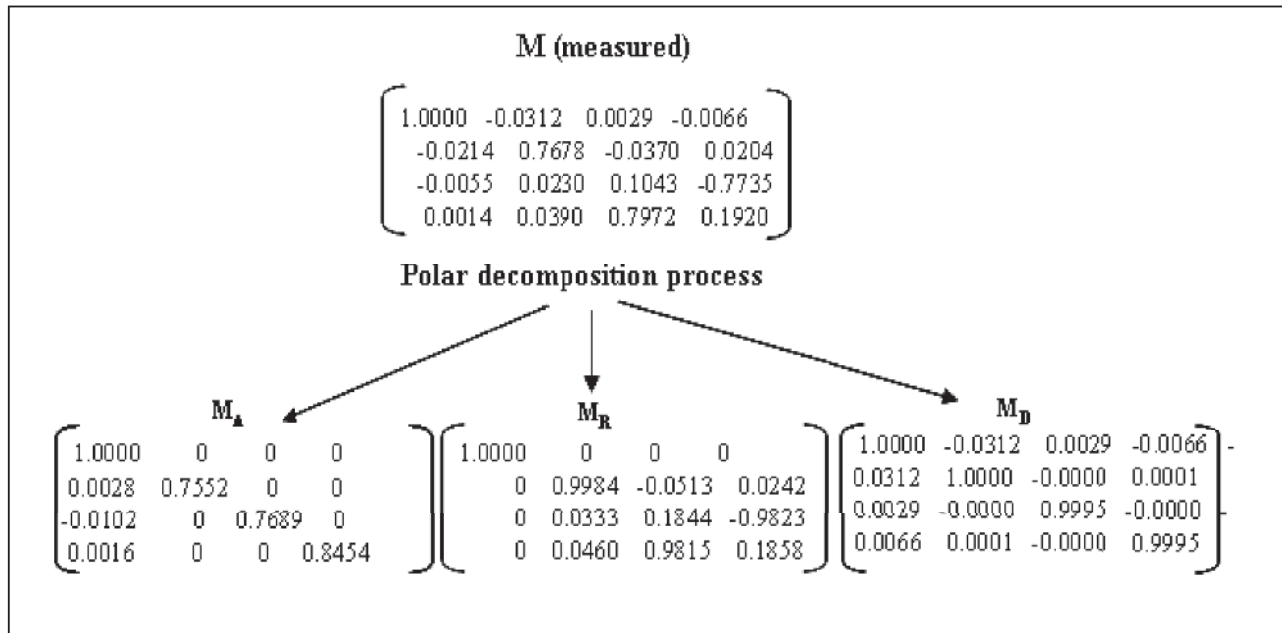 M (measured)
1.0000 -0.0312 0.0029 -0.0066
-0.0214 0.7678 -0.0370 0.0204
-0.0055 0.0230 0.1043 -0.7735
0.0014 0.0390 0.7972 0.1920
Polar decomposition process
M_A
1.0000 0 0 0
0.0028 0.7552 0 0
-0.0102 0 0.7689 0
0.0016 0 0 0.8454
M_R
1.0000 0 0 0
0 0.9984 -0.0513 0.0242
0 0.0333 0.1844 -0.9823
0 0.0460 0.9815 0.1858
M_D
1.0000 -0.0312 0.0029 -0.0066 -
0.0312 1.0000 -0.0000 0.0001
0.0029 -0.0000 0.9995 -0.0000 -
0.0066 0.0001 -0.0000 0.9995